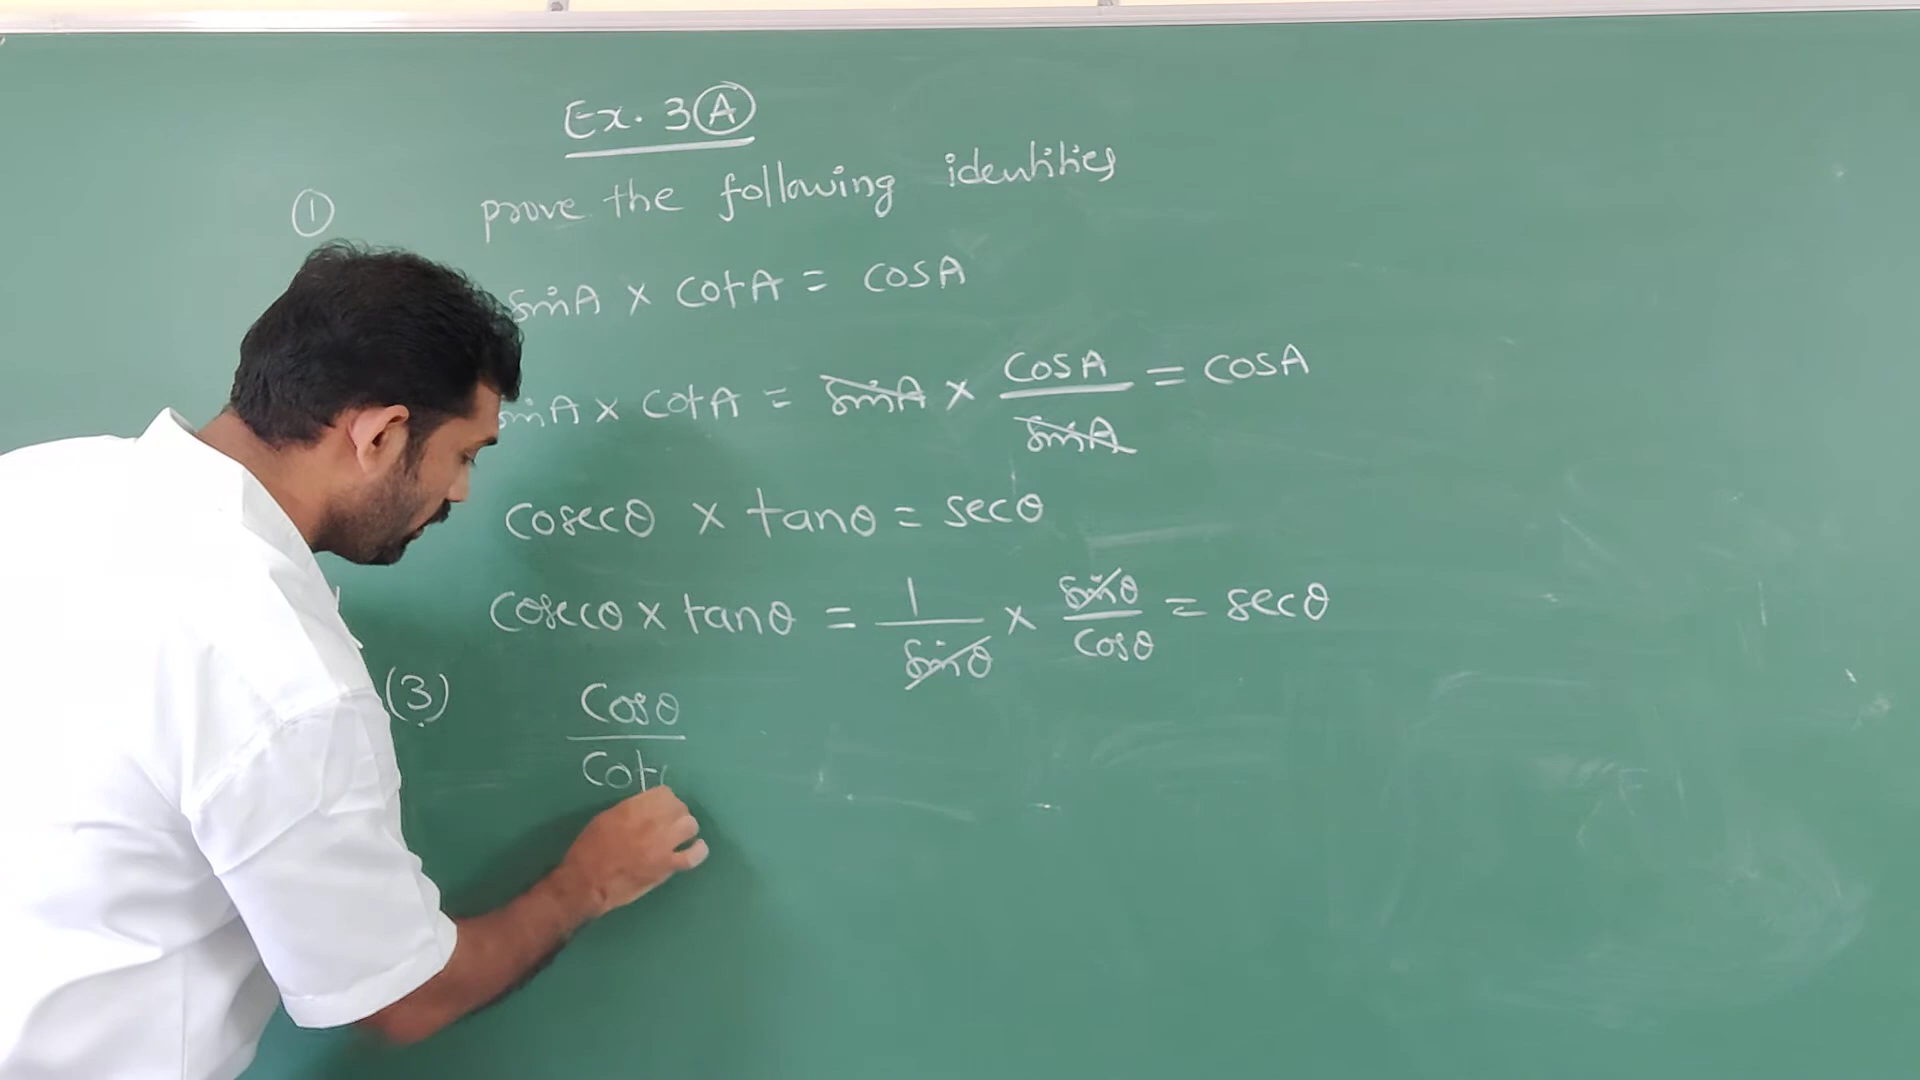 Ex. 3 A
① prove the following identities
sinA × cotA = cosA
sinA × cotA = sinA × cosA / sinA = cosA
cosecθ × tanθ = secθ
cosecθ × tanθ = 1 / sinθ × sinθ / cosθ = secθ
(3) cosθ / cot